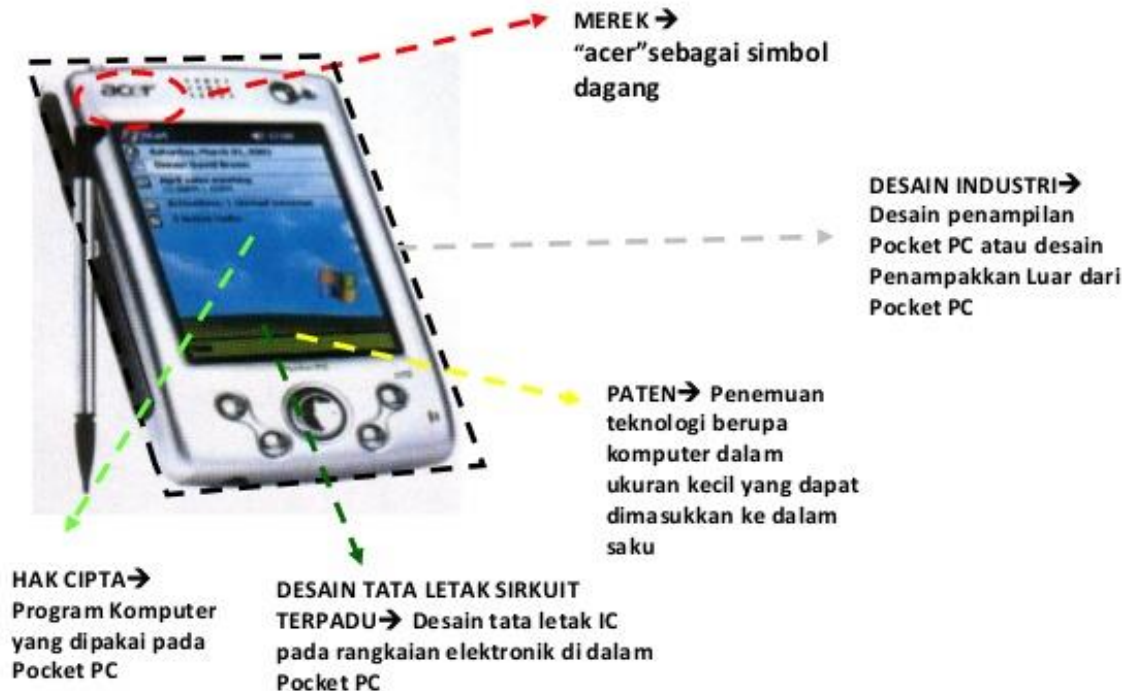 MEREK →
“acer”sebagai simbol
dagang
acer
DESAIN INDUSTRI→
Desain penampilan
Pocket PC atau desain
Penampakkan Luar dari
Pocket PC
PATEN→ Penemuan
teknologi berupa
komputer dalam
ukuran kecil yang dapat
dimasukkan ke dalam
saku
HAK CIPTA→
Program Komputer
yang dipakai pada
Pocket PC
DESAIN TATA LETAK SIRKUIT
TERPADU→ Desain tata letak IC
pada rangkaian elektronik di dalam
Pocket PC